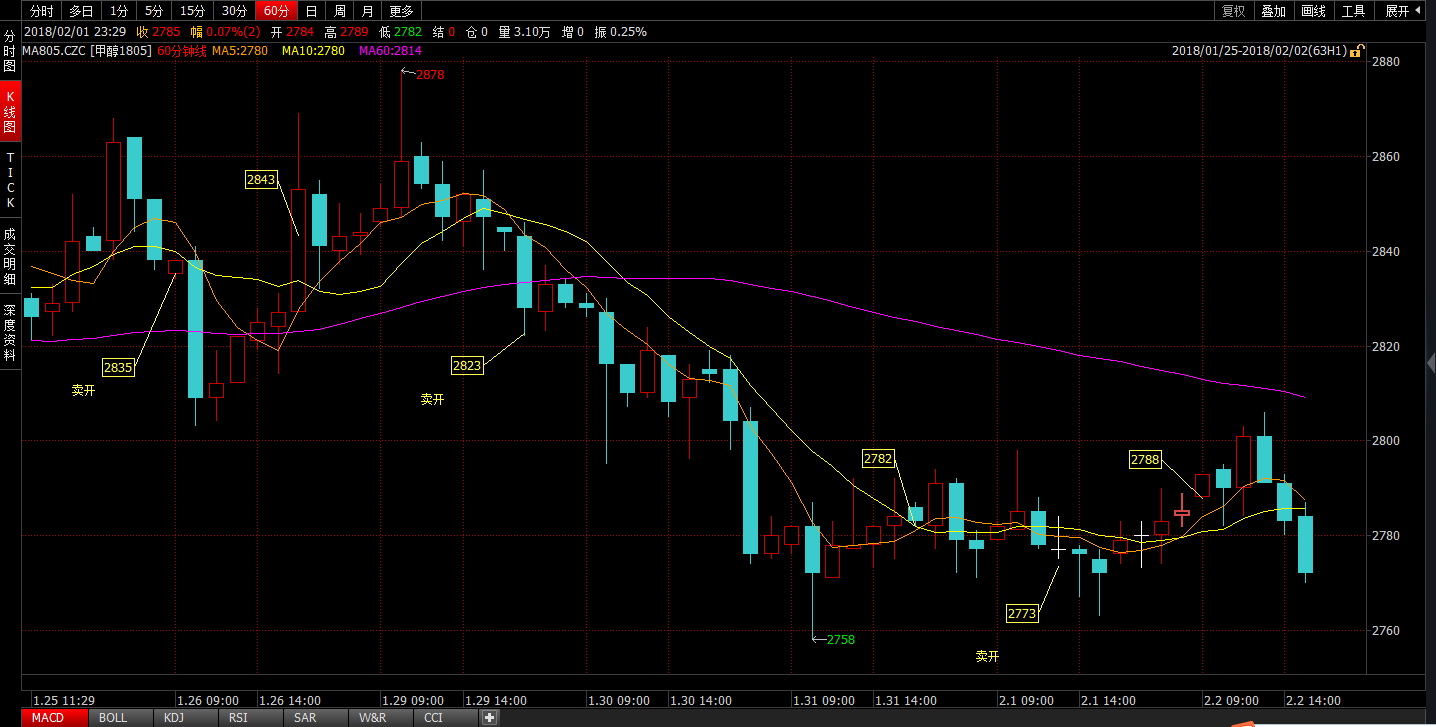 分时 多日 1分 5分 15分 30分 60分 日 周 月 更多 复权 叠加 画线 工具 展开
2018/02/01 23:29 收 2785 幅 0.07%(2) 开 2784 高 2789 低 2782 结 0 仓 0 量 3.10万 增 0 振 0.25%
MA805.CZC [甲醇1805] 60分钟线 MA5:2780 MA10:2780 MA60:2814 2018/01/25-2018/02/02(63H1)
分时图
K线图
TICK
成交明细
深度资料
2880
2878
2860
2843
2840
2835
卖开
2823
卖开
2820
2800
2782
2788
2780
2773
2760
2758
卖开
1.25 11:29 1.26 09:00 1.26 14:00 1.29 09:00 1.29 14:00 1.30 09:00 1.30 14:00 1.31 09:00 1.31 14:00 2.1 09:00 2.1 14:00 2.2 09:00 2.2 14:00
MACD BOLL KDJ RSI SAR W&R CCI